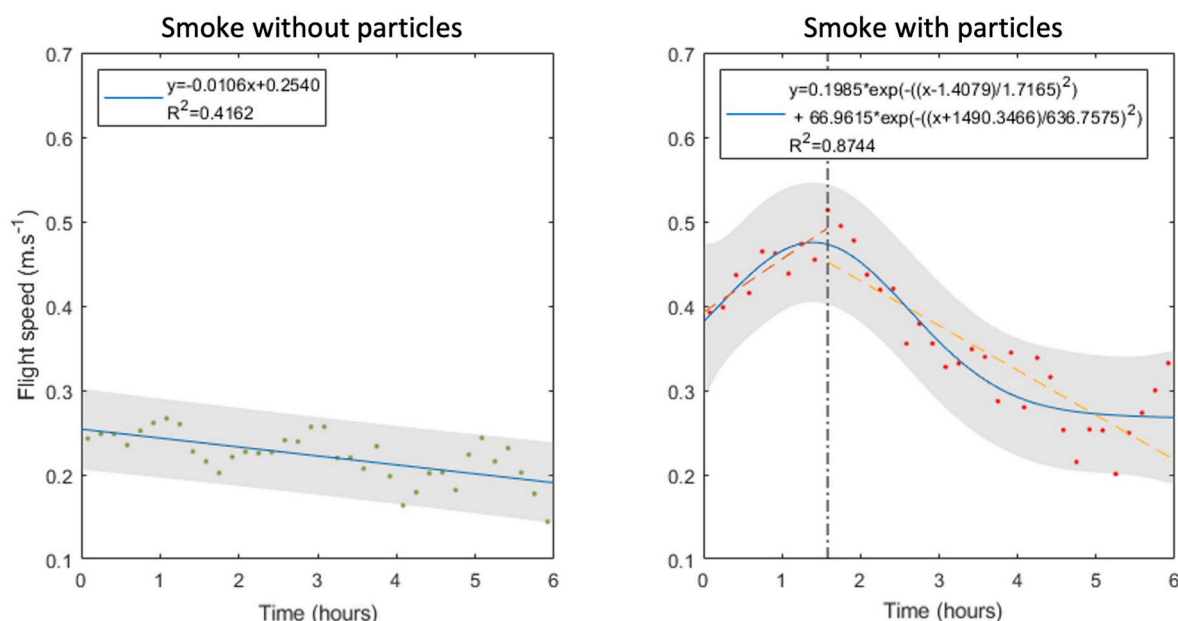 Smoke without particles
0.7
0.6
0.5
0.4
0.3
0.2
0.1
Flight speed (m.s⁻¹)
y=-0.0106x+0.2540
R²=0.4162
0 1 2 3 4 5 6
Time (hours)
Smoke with particles
0.7
0.6
0.5
0.4
0.3
0.2
0.1
y=0.1985*exp(-((x-1.4079)/1.7165)²)
+ 66.9615*exp(-((x+1490.3466)/636.7575)²)
R²=0.8744
0 1 2 3 4 5 6
Time (hours)